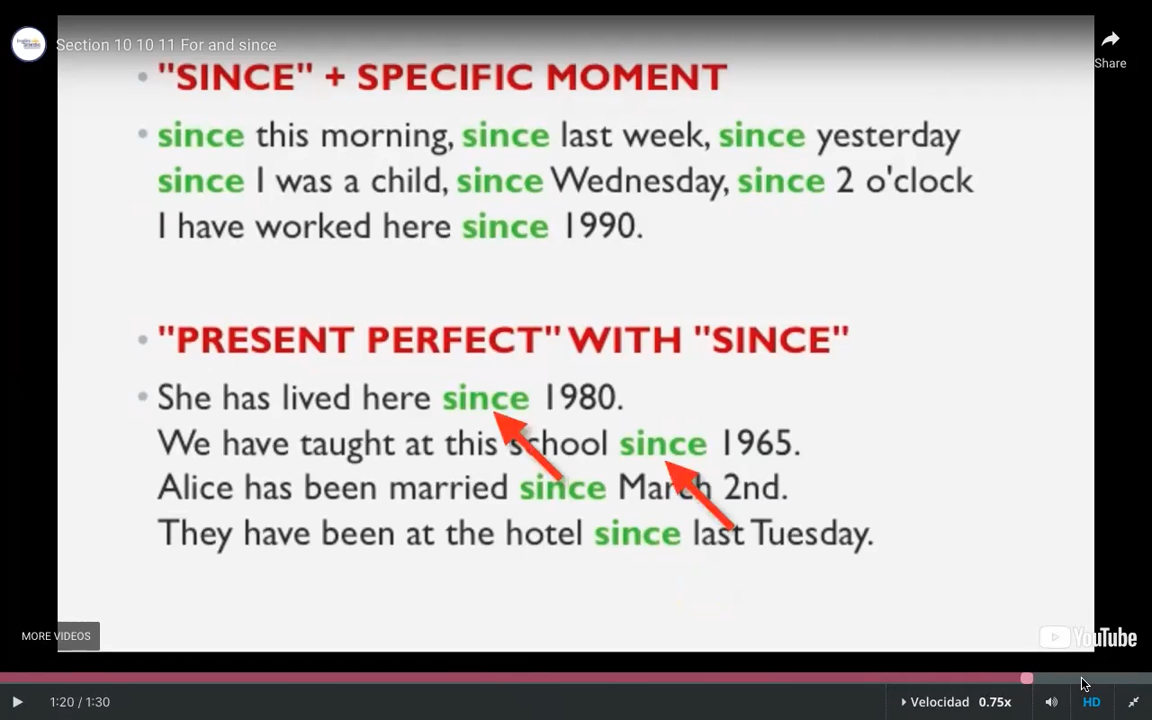 Section 10 10 11 For and since
Share
• "SINCE" + SPECIFIC MOMENT
• since this morning, since last week, since yesterday
since I was a child, since Wednesday, since 2 o'clock
I have worked here since 1990.
• "PRESENT PERFECT" WITH "SINCE"
• She has lived here since 1980.
We have taught at this school since 1965.
Alice has been married since March 2nd.
They have been at the hotel since last Tuesday.
MORE VIDEOS
YouTube
1:20 / 1:30
Velocidad 0.75x
HD